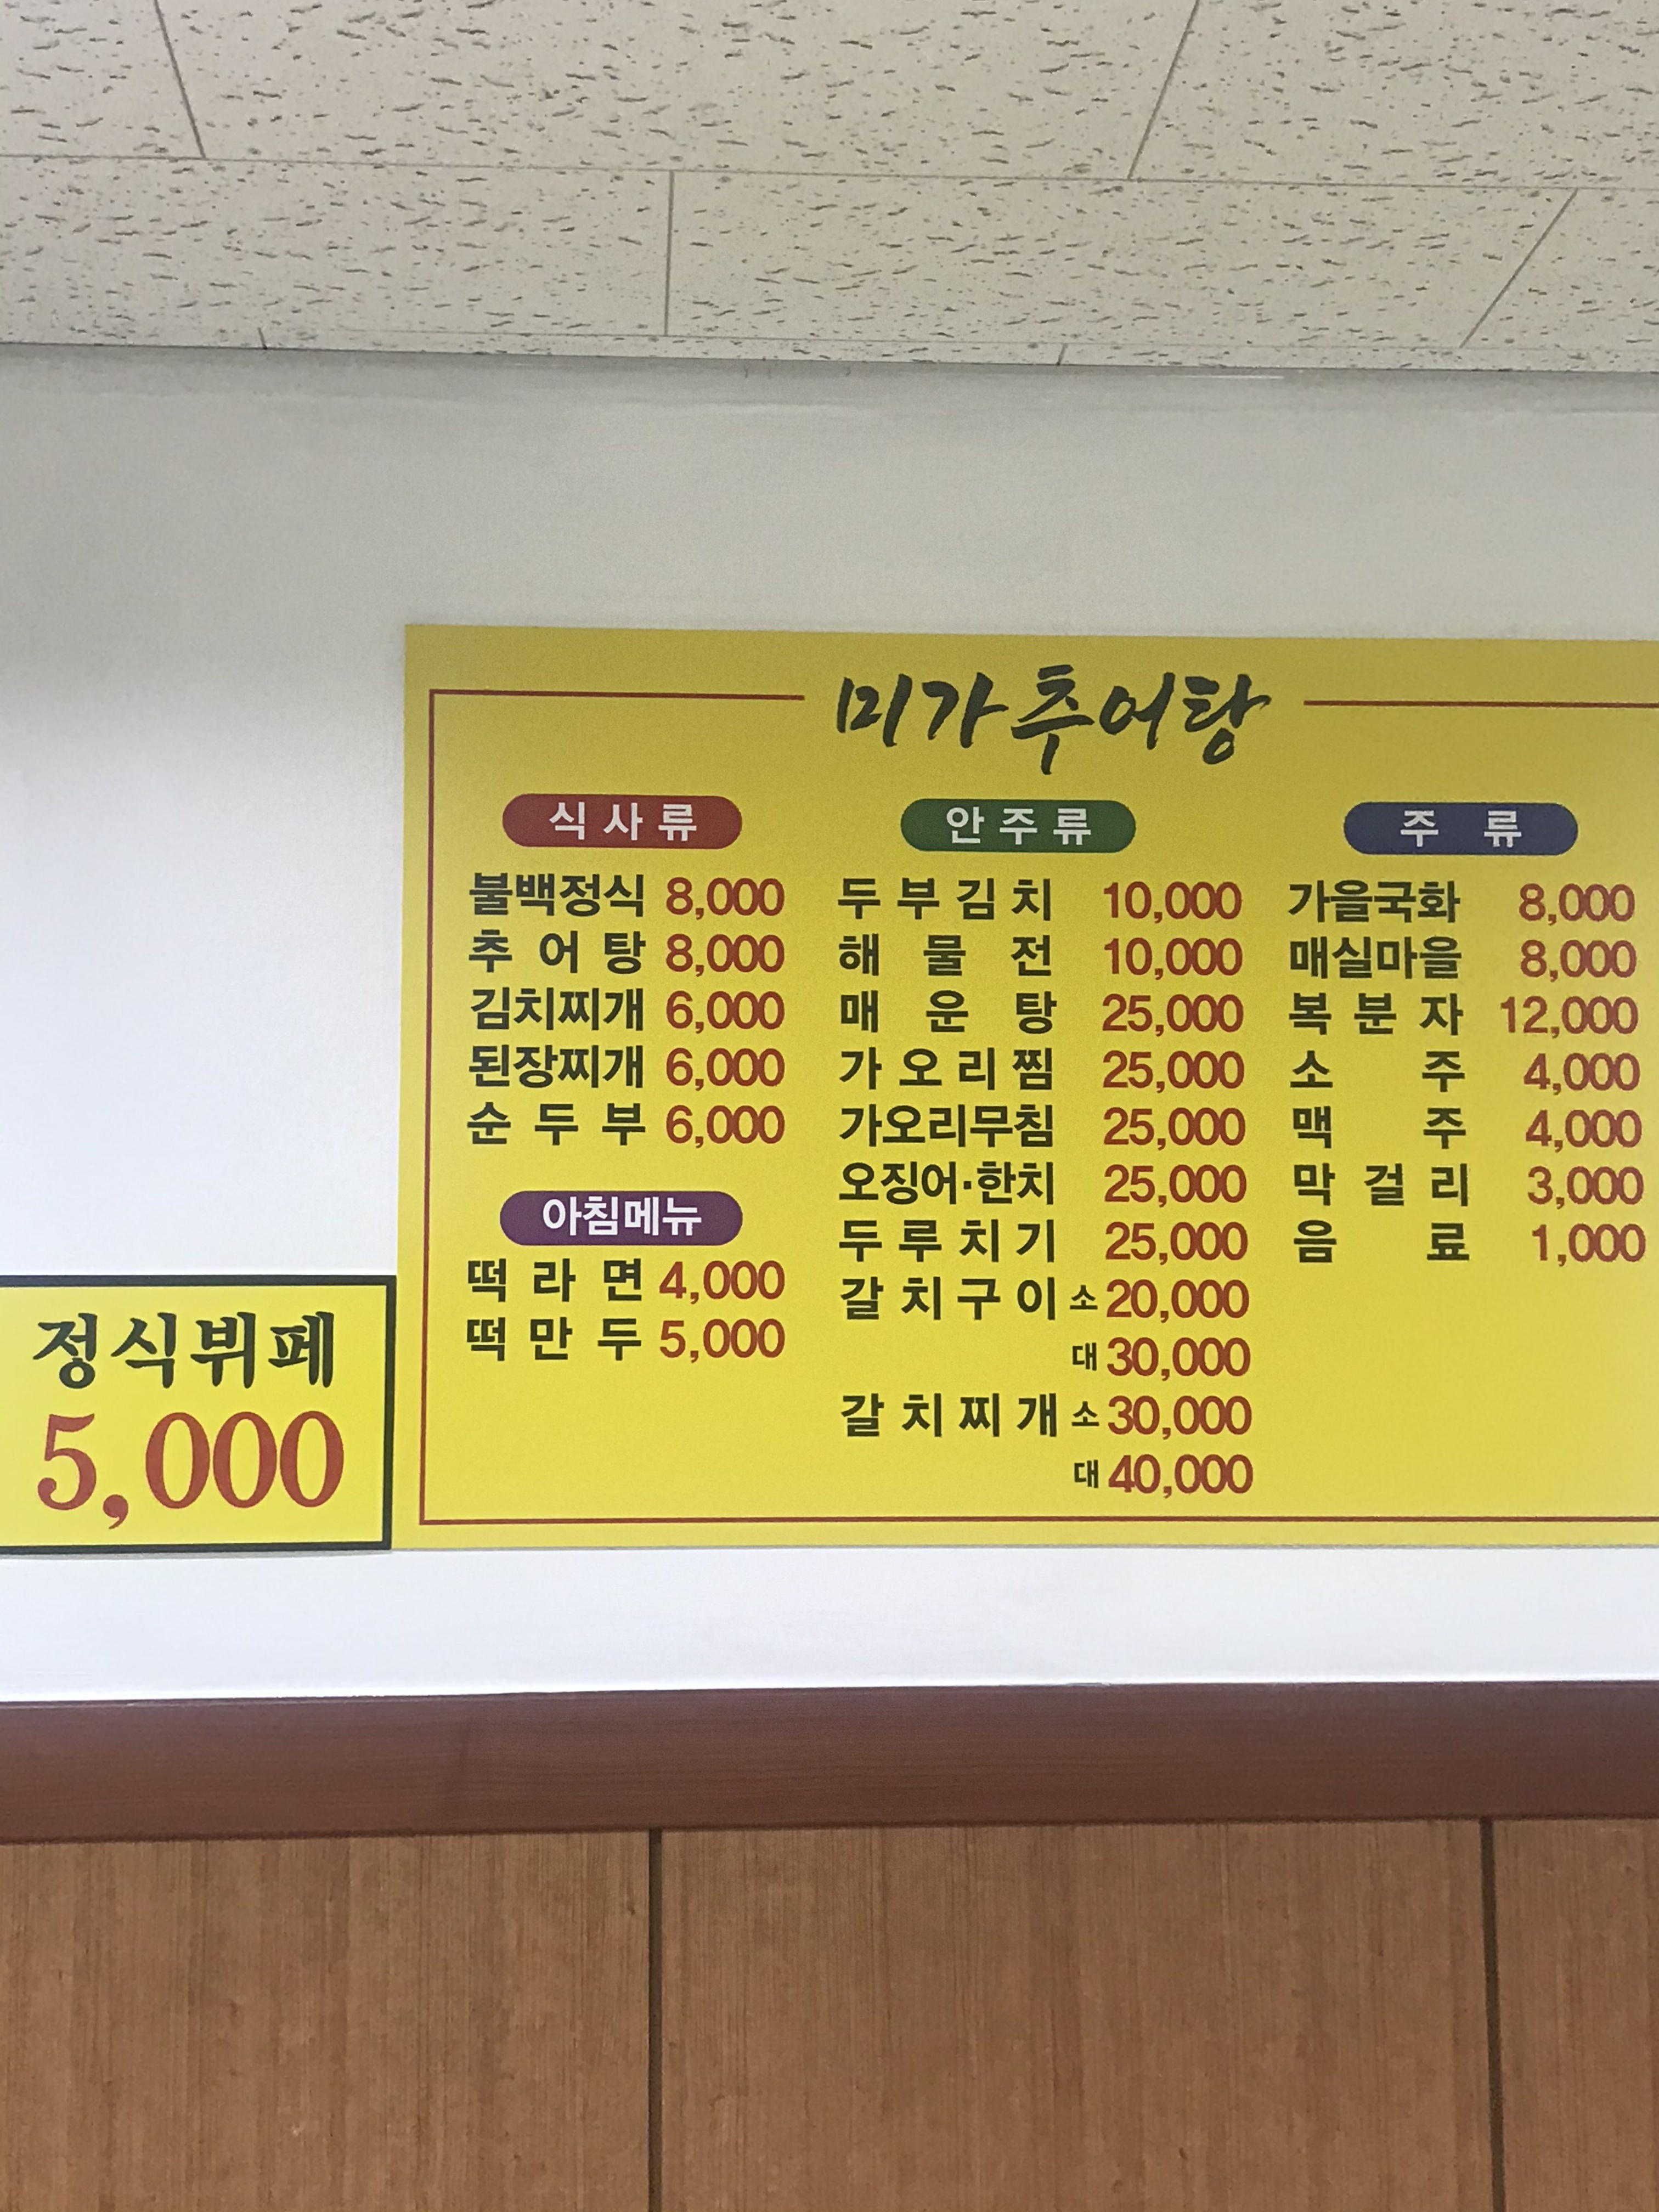 미가추어탕
식사류
불백정식 8,000
추어탕 8,000
김치찌개 6,000
된장찌개 6,000
순두부 6,000
아침메뉴
떡라면 4,000
떡만두 5,000
안주류
두부김치 10,000
해물전 10,000
매운탕 25,000
가오리찜 25,000
가오리무침 25,000
오징어·한치 25,000
두루치기 25,000
갈치구이 소 20,000
대 30,000
갈치찌개 소 30,000
대 40,000
주류
가을국화 8,000
매실마을 8,000
복분자 12,000
소주 4,000
맥주 4,000
막걸리 3,000
음료 1,000
정식뷔페
5,000